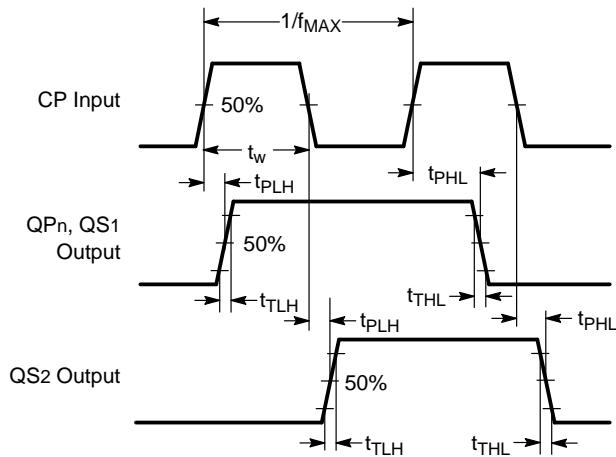 1/fMAX
CP Input
50%
tw
tPLH
tPHL
QPn, QS1
Output
50%
tTLH
tTHL
tPLH
tPHL
QS2 Output
50%
tTLH
tTHL